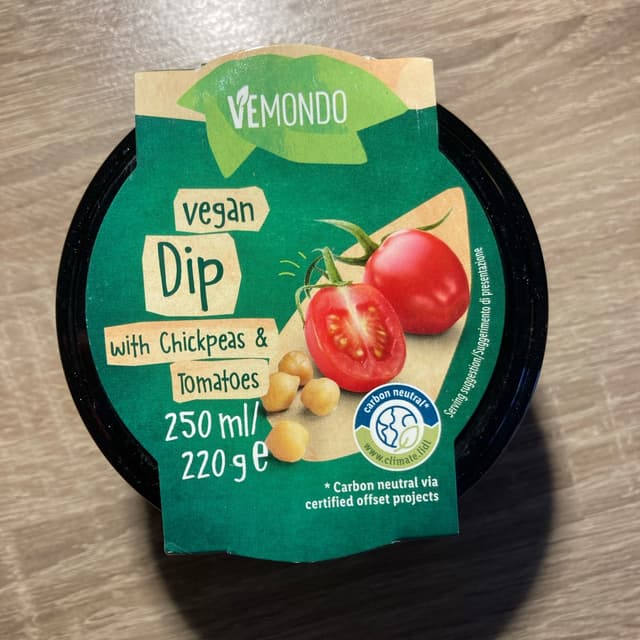 VEMONDO
vegan
Dip
with Chickpeas &
Tomatoes
250 ml/
220 g e
carbon neutral*
www.climate.lidl
* Carbon neutral via
certified offset projects
Serving suggestion/Suggerimento di presentazione